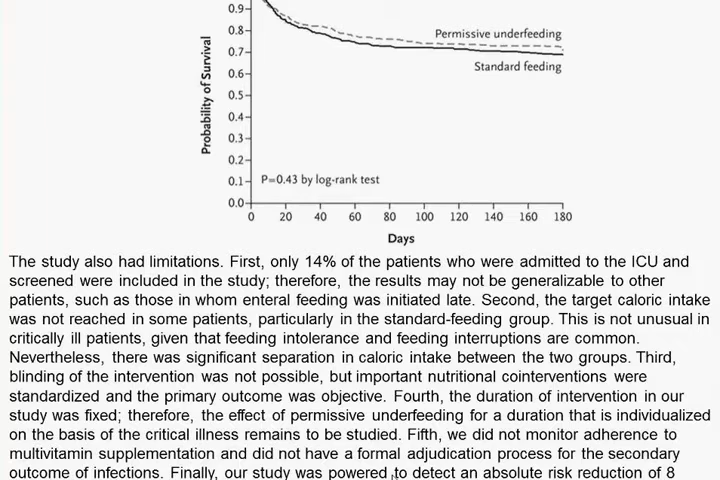 0.9
0.8
Permissive underfeeding
0.7
Standard feeding
0.6
0.5
0.4
0.3
0.2
0.1
P=0.43 by log-rank test
0.0
Probability of Survival
0 20 40 60 80 100 120 140 160 180
Days
The study also had limitations. First, only 14% of the patients who were admitted to the ICU and
screened were included in the study; therefore, the results may not be generalizable to other
patients, such as those in whom enteral feeding was initiated late. Second, the target caloric intake
was not reached in some patients, particularly in the standard-feeding group. This is not unusual in
critically ill patients, given that feeding intolerance and feeding interruptions are common.
Nevertheless, there was significant separation in caloric intake between the two groups. Third,
blinding of the intervention was not possible, but important nutritional cointerventions were
standardized and the primary outcome was objective. Fourth, the duration of intervention in our
study was fixed; therefore, the effect of permissive underfeeding for a duration that is individualized
on the basis of the critical illness remains to be studied. Fifth, we did not monitor adherence to
multivitamin supplementation and did not have a formal adjudication process for the secondary
outcome of infections. Finally, our study was powered to detect an absolute risk reduction of 8